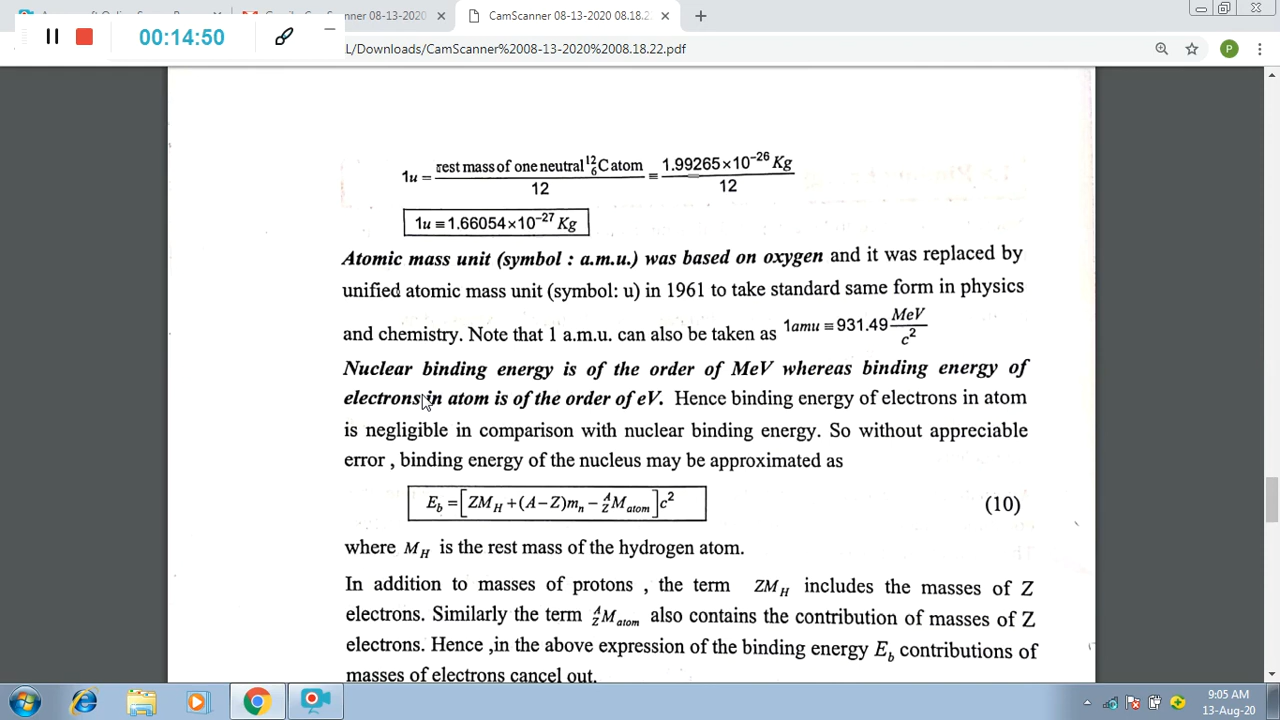 nner 08-13-2020
CamScanner 08-13-2020 08.18.2
00:14:50
L/Downloads/CamScanner%2008-13-2020%2008.18.22.pdf
P
1u = rest mass of one neutral ¹²₆C atom / 12 ≡ 1.99265×10⁻²⁶ Kg / 12
1u ≡ 1.66054×10⁻²⁷ Kg
Atomic mass unit (symbol : a.m.u.) was based on oxygen and it was replaced by
unified atomic mass unit (symbol: u) in 1961 to take standard same form in physics
and chemistry. Note that 1 a.m.u. can also be taken as 1amu ≡ 931.49 MeV/c²
Nuclear binding energy is of the order of MeV whereas binding energy of
electrons in atom is of the order of eV. Hence binding energy of electrons in atom
is negligible in comparison with nuclear binding energy. So without appreciable
error , binding energy of the nucleus may be approximated as
E_b = [ZM_H + (A−Z)m_n − ᴬ_Z M_atom]c² (10)
where M_H is the rest mass of the hydrogen atom.
In addition to masses of protons , the term ZM_H includes the masses of Z
electrons. Similarly the term ᴬ_Z M_atom also contains the contribution of masses of Z
electrons. Hence ,in the above expression of the binding energy E_b contributions of
masses of electrons cancel out.
9:05 AM
13-Aug-20